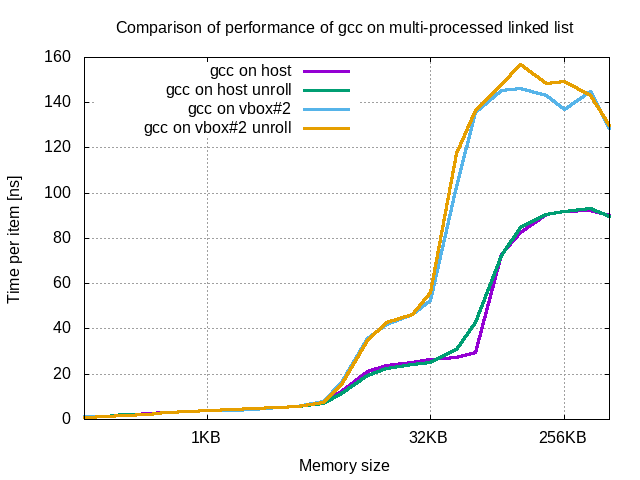 Comparison of performance of gcc on multi-processed linked list
gcc on host
gcc on host unroll
gcc on vbox#2
gcc on vbox#2 unroll
Time per item [ns]
160
140
120
100
80
60
40
20
0
1KB
32KB
256KB
Memory size